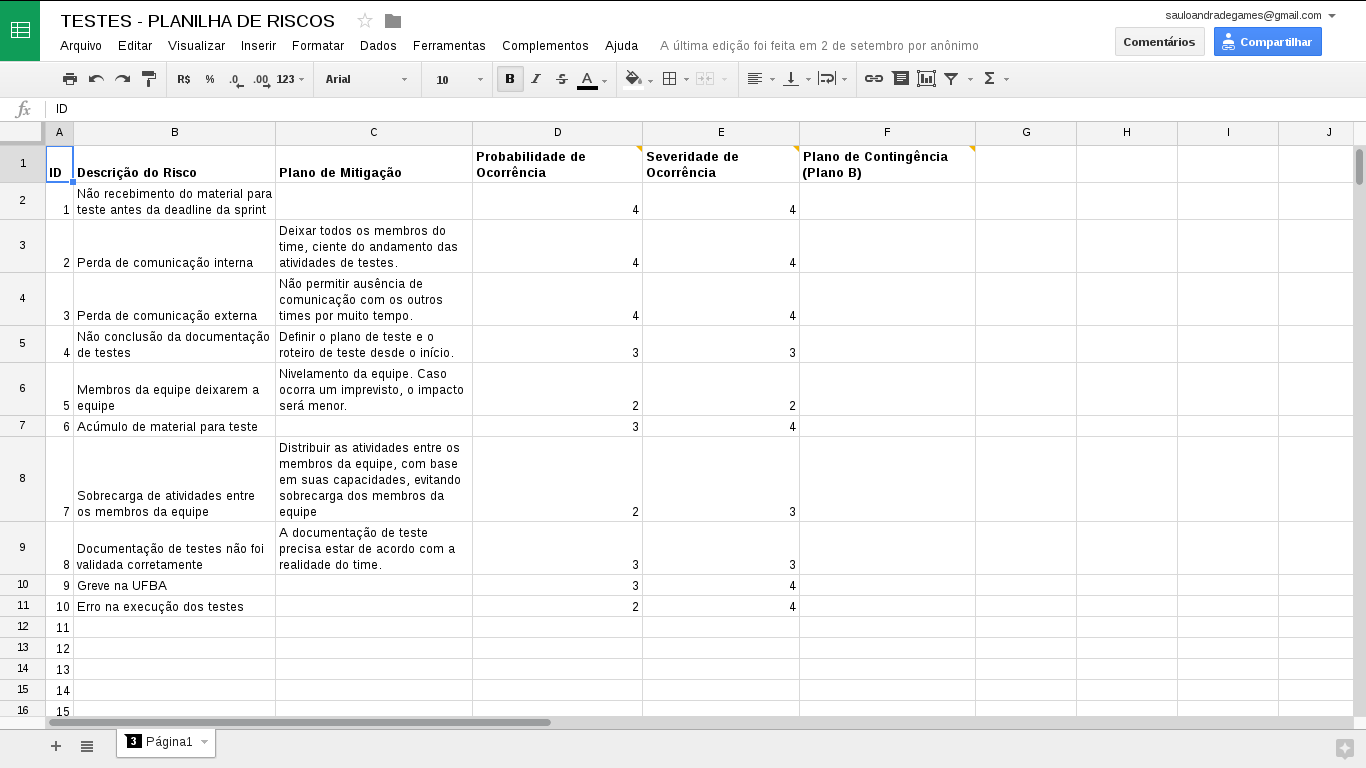 TESTES - PLANILHA DE RISCOS
sauloandradegames@gmail.com
Arquivo Editar Visualizar Inserir Formatar Dados Ferramentas Complementos Ajuda A última edição foi feita em 2 de setembro por anônimo
Comentários Compartilhar
R$ % .0 .00 123 Arial 10 B I S A Σ
fx ID
A B C D E F G H I J
1 ID Descrição do Risco Plano de Mitigação Probabilidade de
Ocorrência Severidade de
Ocorrência Plano de Contingência
(Plano B)
2 1 Não recebimento do material para
teste antes da deadline da sprint 4 4
3 2 Perda de comunicação interna Deixar todos os membros do
time, ciente do andamento das
atividades de testes. 4 4
4 3 Perda de comunicação externa Não permitir ausência de
comunicação com os outros
times por muito tempo. 4 4
5 4 Não conclusão da documentação
de testes Definir o plano de teste e o
roteiro de teste desde o início. 3 3
6 5 Membros da equipe deixarem a
equipe Nivelamento da equipe. Caso
ocorra um imprevisto, o impacto
será menor. 2 2
7 6 Acúmulo de material para teste 3 4
8 7 Sobrecarga de atividades entre
os membros da equipe Distribuir as atividades entre os
membros da equipe, com base
em suas capacidades, evitando
sobrecarga dos membros da
equipe 2 3
9 8 Documentação de testes não foi
validada corretamente A documentação de teste
precisa estar de acordo com a
realidade do time. 3 3
10 9 Greve na UFBA 3 4
11 10 Erro na execução dos testes 2 4
12 11
13 12
14 13
15 14
16 15
3 Página1